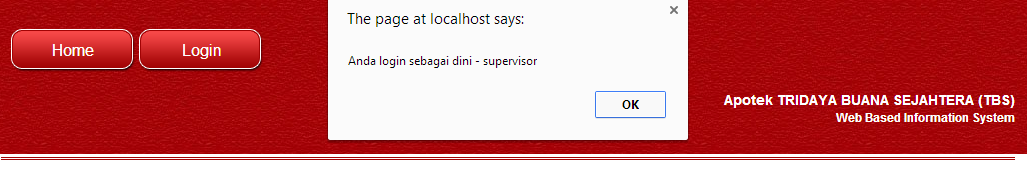 The page at localhost says:
Anda login sebagai dini - supervisor
OK
Home
Login
Apotek TRIDAYA BUANA SEJAHTERA (TBS)
Web Based Information System